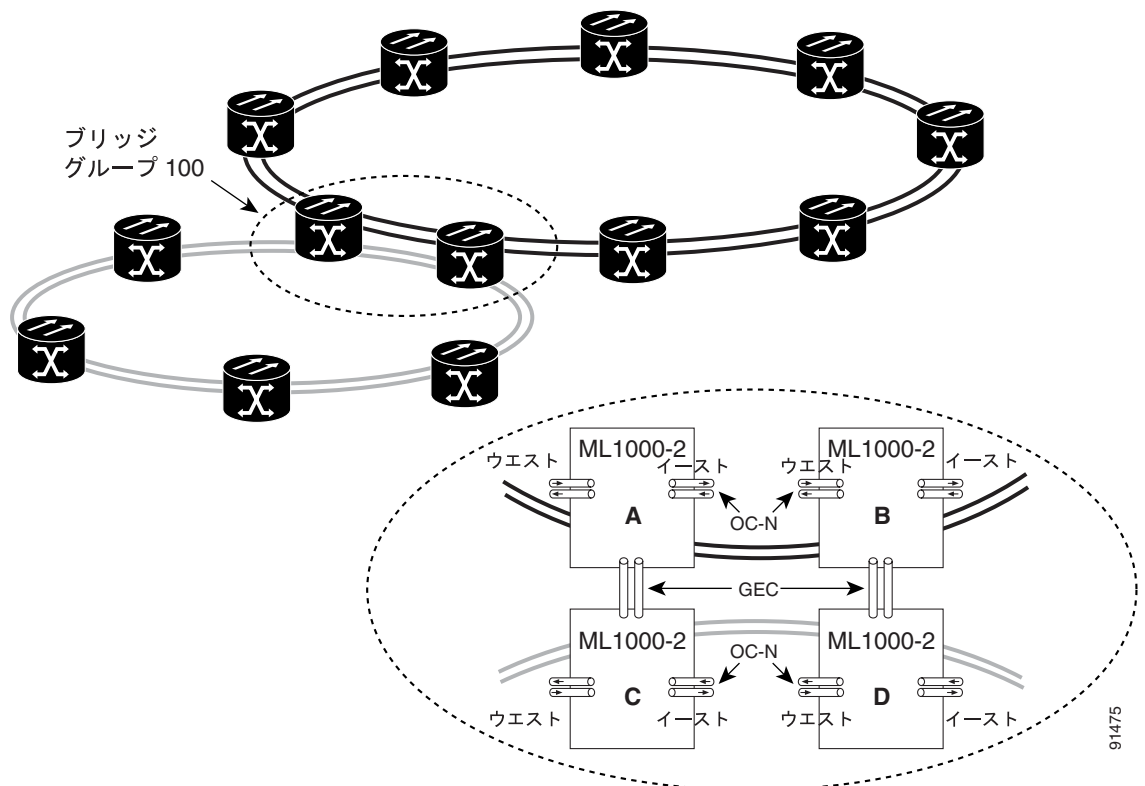 ブリッジ
グループ 100
ML1000-2
ML1000-2
ウエスト
イースト
ウエスト
イースト
OC-N
A
B
GEC
ML1000-2
ML1000-2
OC-N
C
D
ウエスト
イースト
ウエスト
イースト
91475